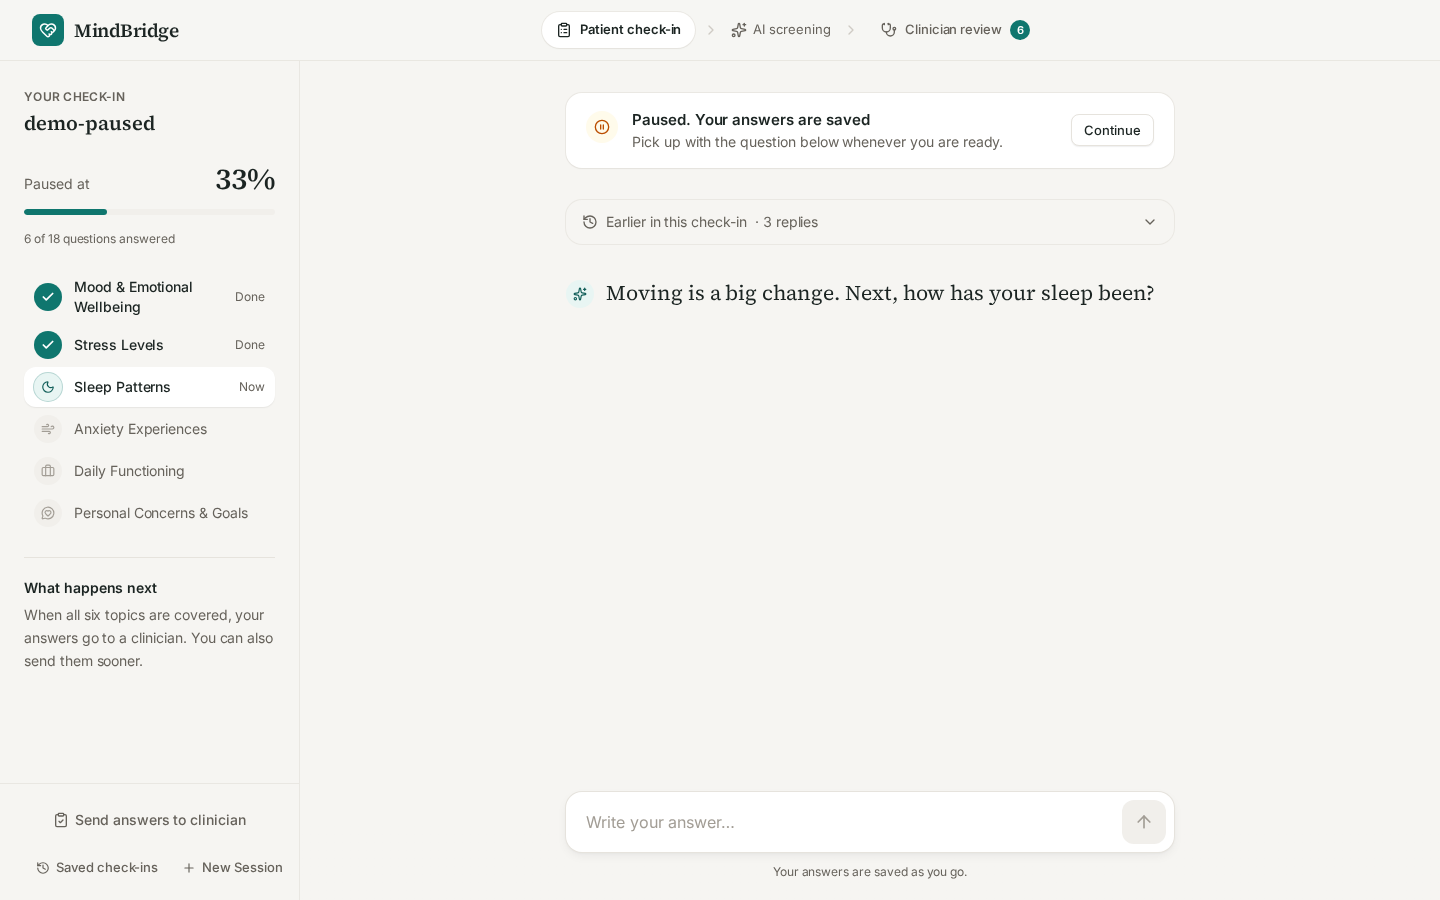 MindBridge
Patient check-in
AI screening
Clinician review 6
YOUR CHECK-IN
demo-paused
Paused at 33%
6 of 18 questions answered
Mood & Emotional Wellbeing Done
Stress Levels Done
Sleep Patterns Now
Anxiety Experiences
Daily Functioning
Personal Concerns & Goals
What happens next
When all six topics are covered, your
answers go to a clinician. You can also
send them sooner.
Send answers to clinician
Saved check-ins
New Session
Paused. Your answers are saved
Pick up with the question below whenever you are ready.
Continue
Earlier in this check-in · 3 replies
Moving is a big change. Next, how has your sleep been?
Write your answer...
Your answers are saved as you go.